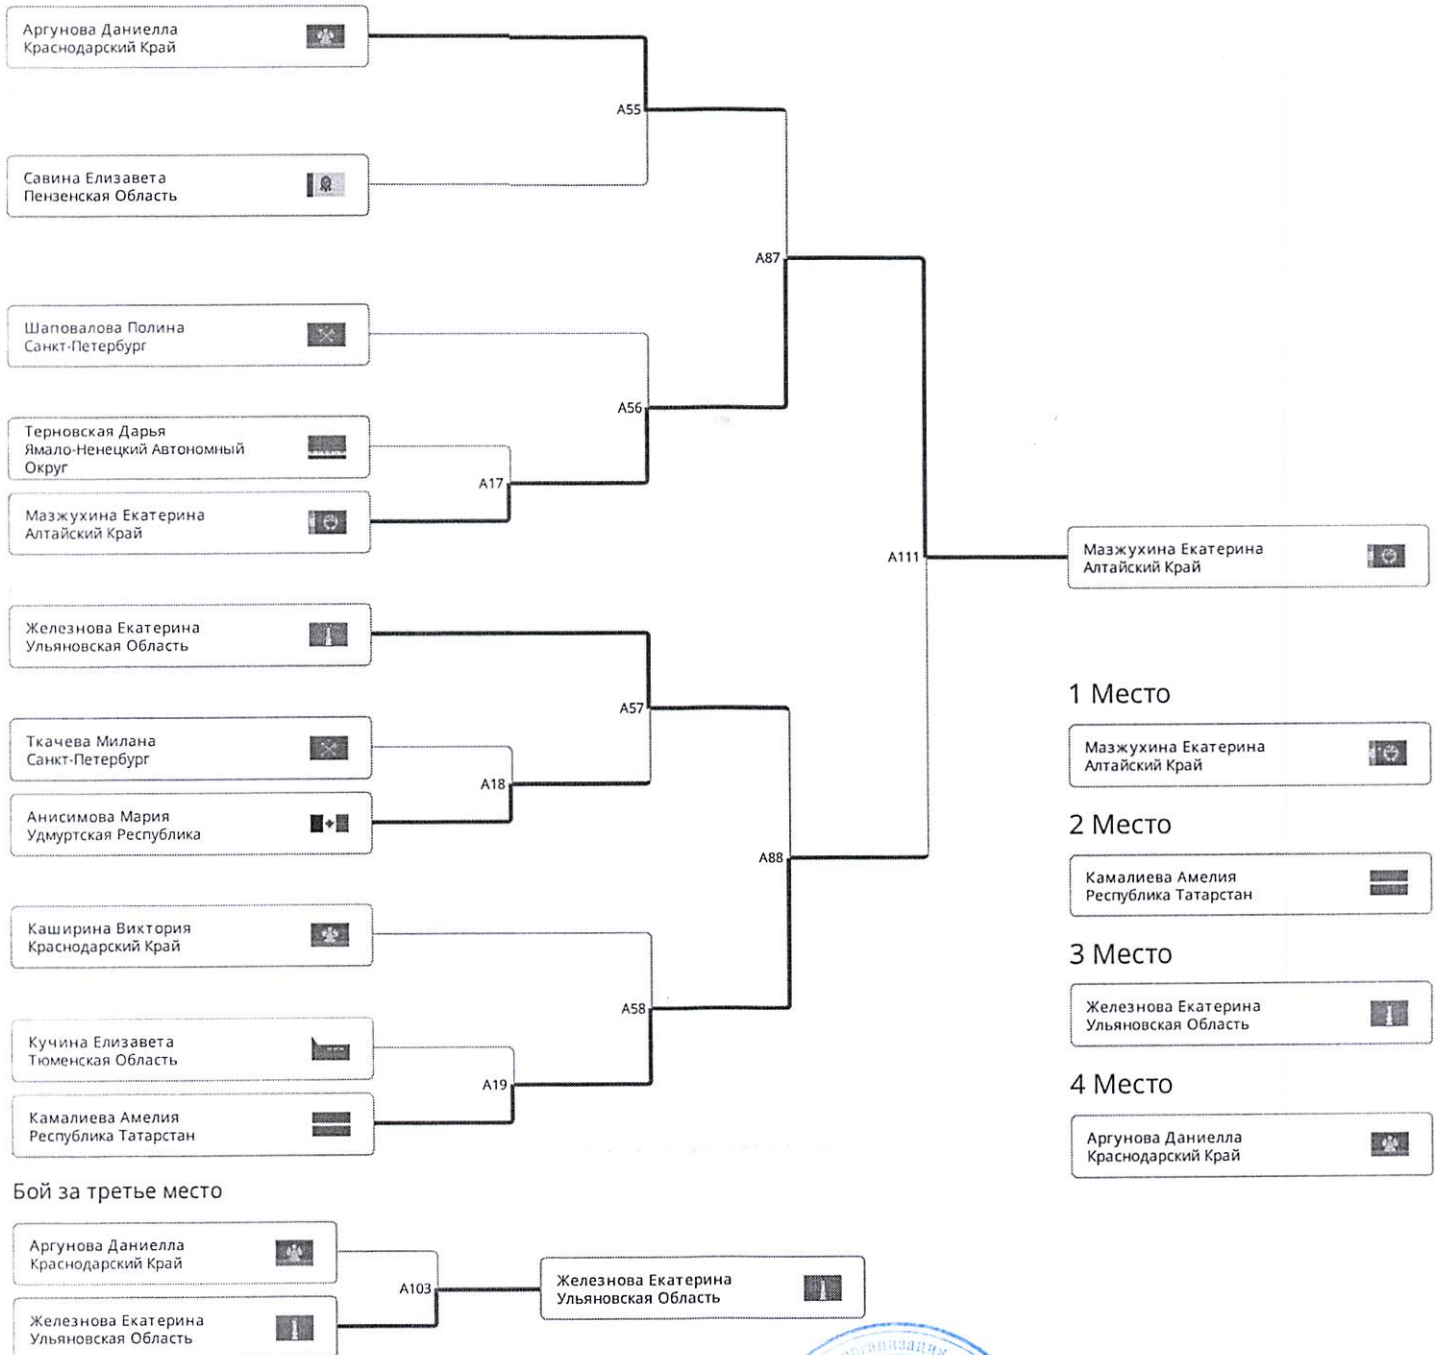 Аргунова Даниелла
Краснодарский Край
A55
Савина Елизавета
Пензенская Область
A87
Шаповалова Полина
Санкт-Петербург
A56
Терновская Дарья
Ямало-Ненецкий Автономный
Округ
A17
Мазжухина Екатерина
Алтайский Край
A111
Мазжухина Екатерина
Алтайский Край
Железнова Екатерина
Ульяновская Область
A57
Ткачева Милана
Санкт-Петербург
A18
Анисимова Мария
Удмуртская Республика
A88
Каширина Виктория
Краснодарский Край
A58
Кучина Елизавета
Тюменская Область
A19
Камалиева Амелия
Республика Татарстан
1 Место
Мазжухина Екатерина
Алтайский Край
2 Место
Камалиева Амелия
Республика Татарстан
3 Место
Железнова Екатерина
Ульяновская Область
4 Место
Аргунова Даниелла
Краснодарский Край
Бой за третье место
Аргунова Даниелла
Краснодарский Край
A103
Железнова Екатерина
Ульяновская Область
Железнова Екатерина
Ульяновская Область